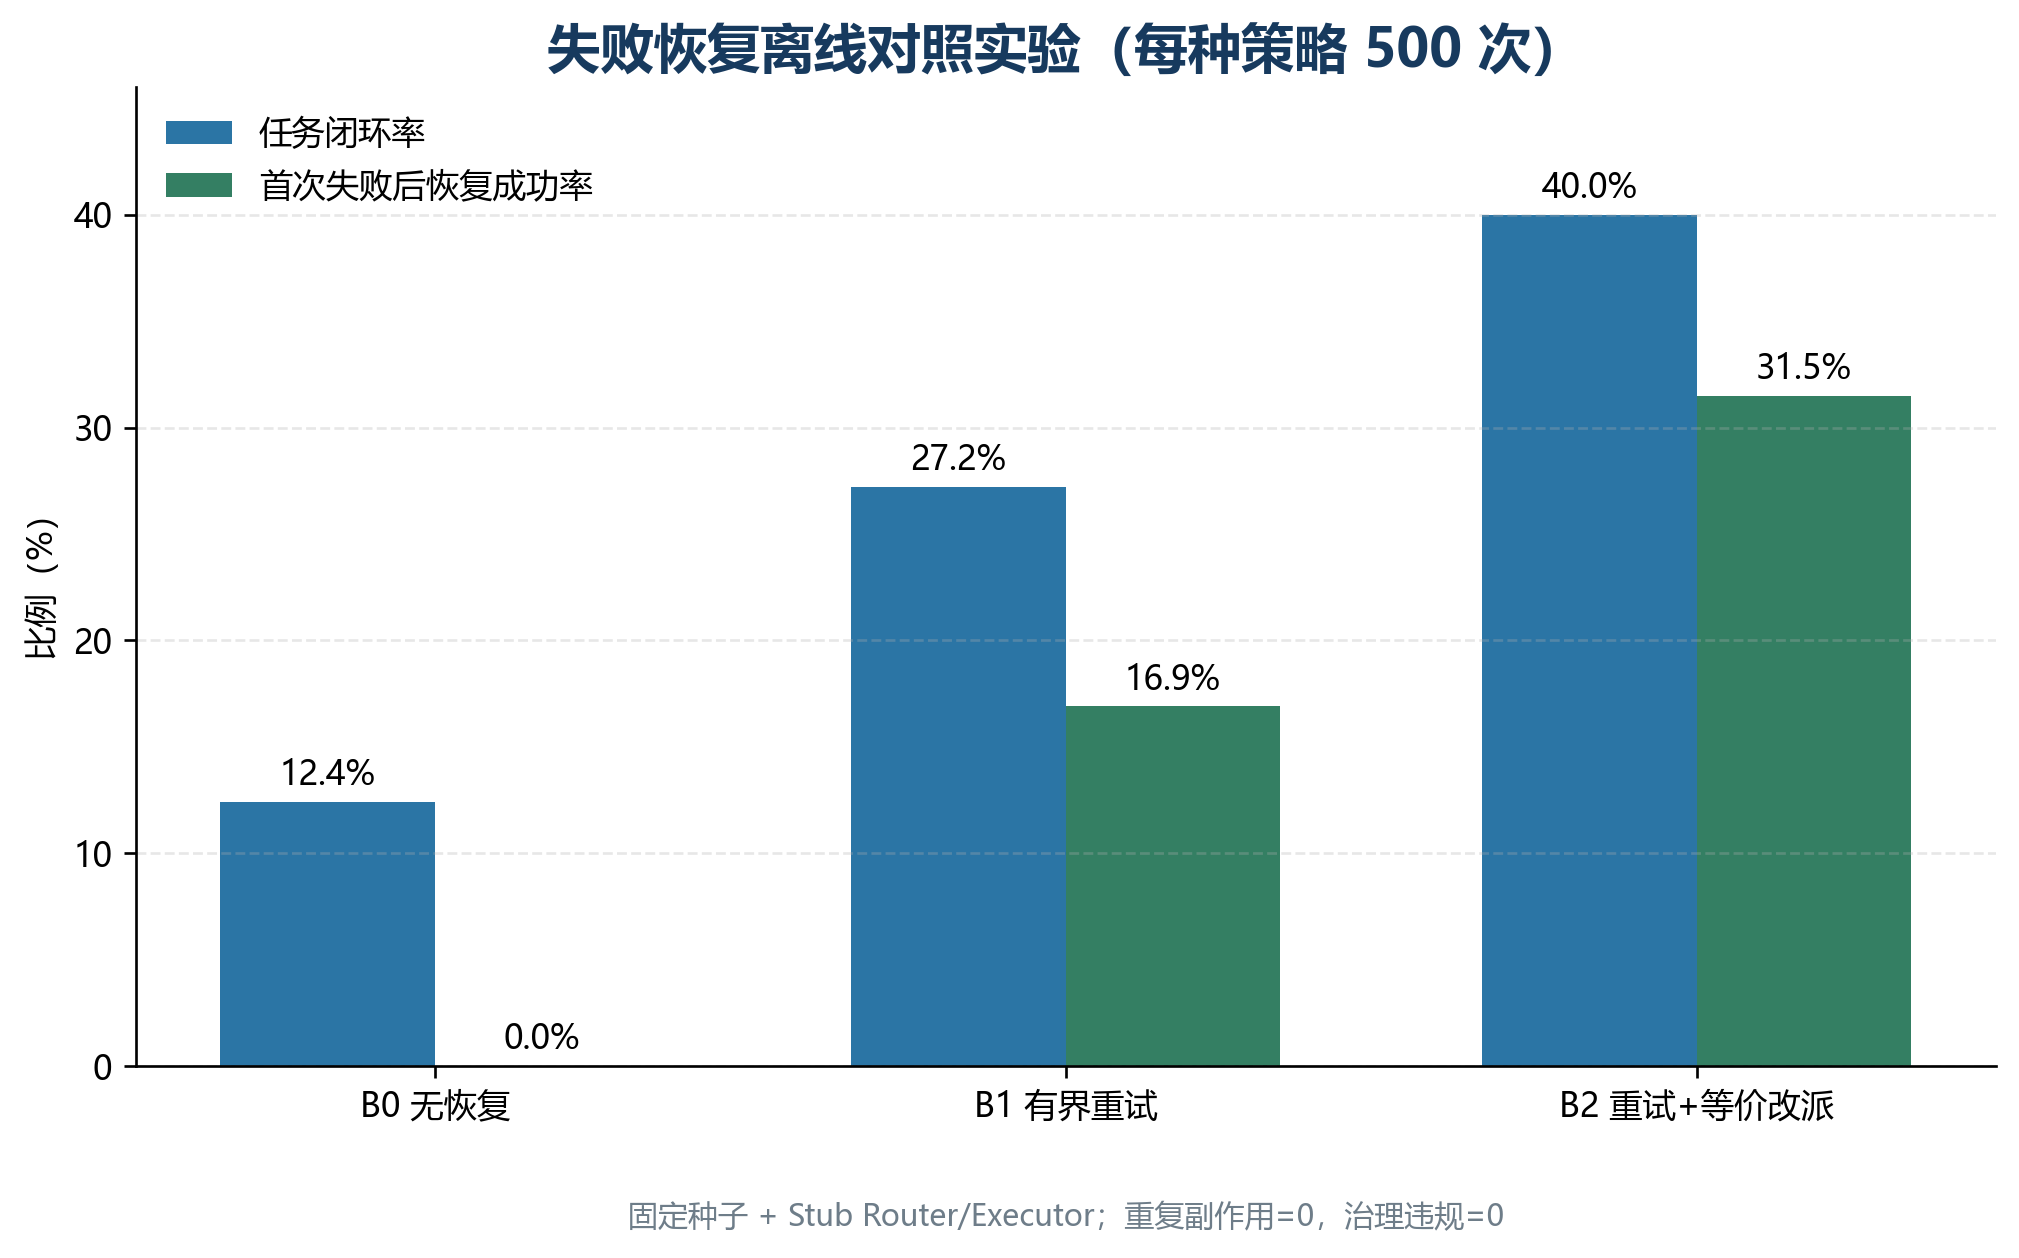 失败恢复离线对照实验（每种策略 500 次）
任务闭环率
首次失败后恢复成功率
比例（%）
40
30
20
10
0
12.4%
0.0%
27.2%
16.9%
40.0%
31.5%
B0 无恢复
B1 有界重试
B2 重试+等价改派
固定种子 + Stub Router/Executor；重复副作用=0，治理违规=0